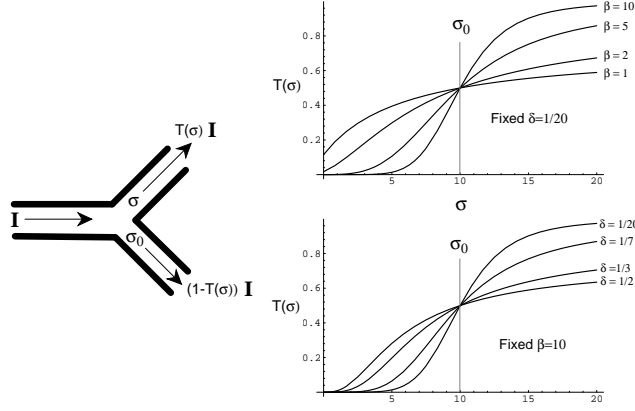 T(σ) I
σ
I
σ₀
(1-T(σ)) I
σ₀
T(σ)
0.8
0.6
0.4
0.2
5
10
15
20
β = 10
β = 5
β = 2
β = 1
Fixed δ=1/20
σ
σ₀
T(σ)
0.8
0.6
0.4
0.2
5
10
15
20
δ = 1/20
δ = 1/7
δ = 1/3
δ = 1/2
Fixed β=10